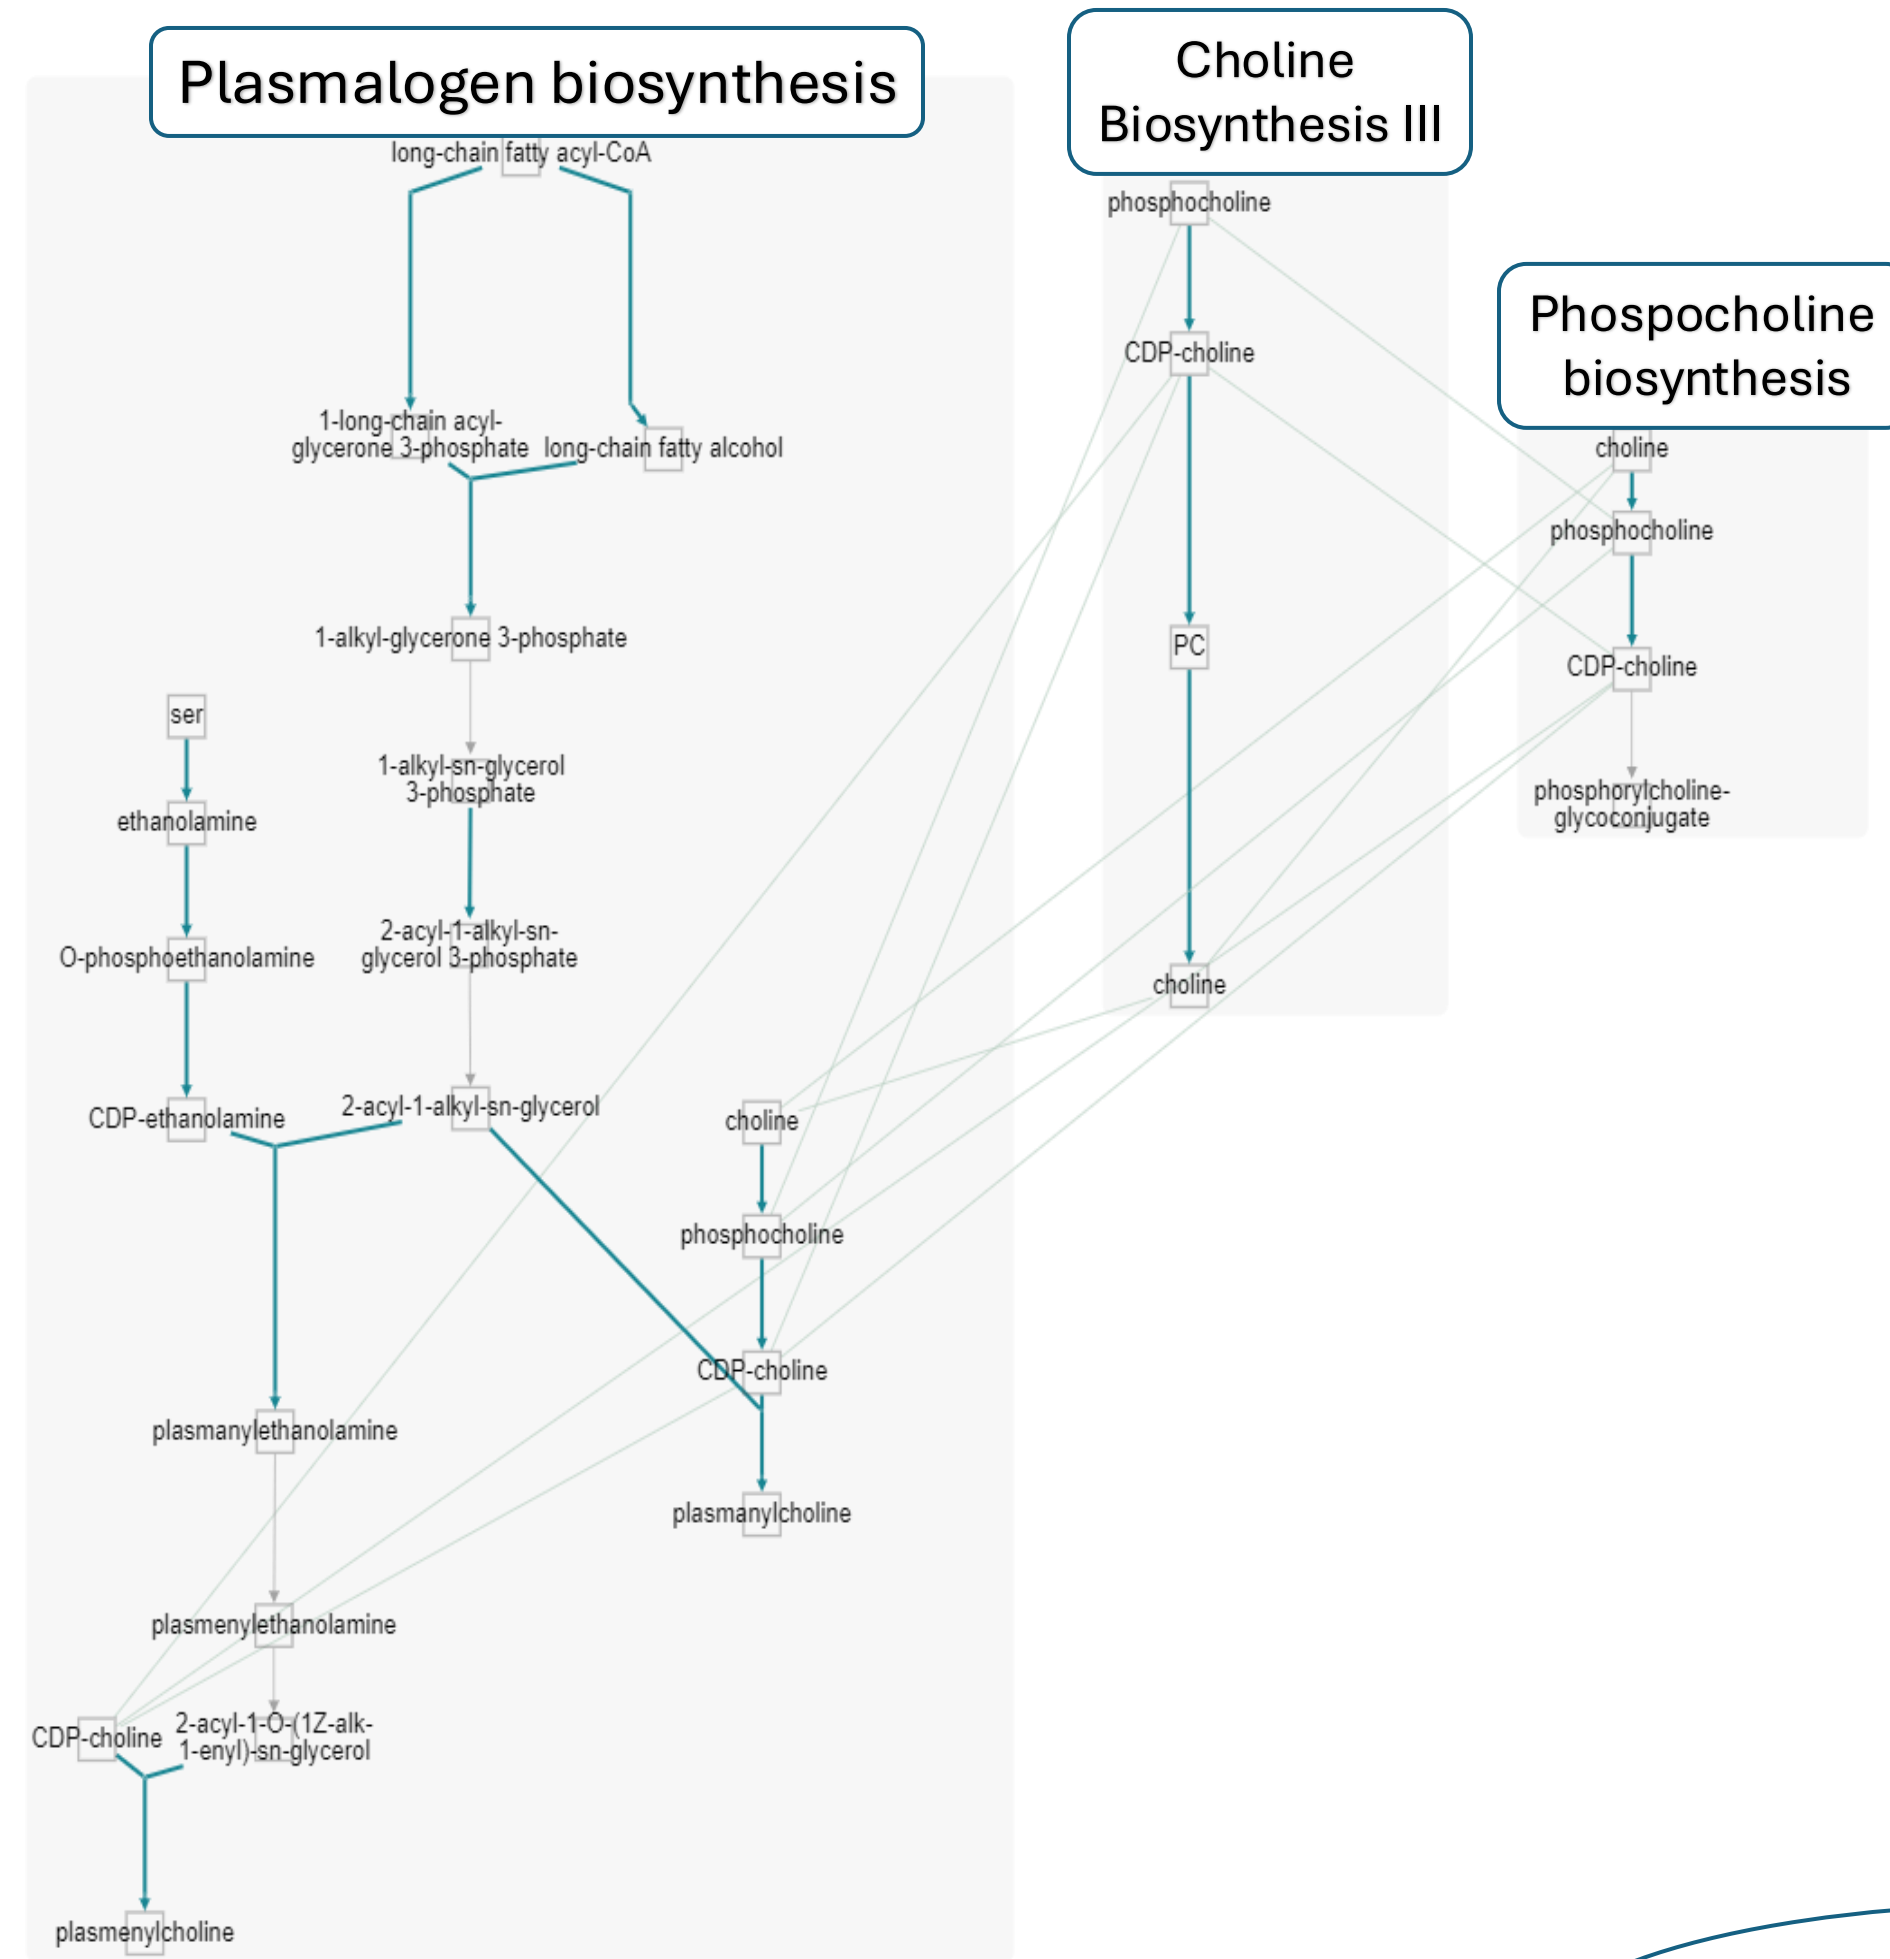 Plasmalogen biosynthesis
long-chain fatty acyl-CoA
1-long-chain acyl-
glycerone 3-phosphate
long-chain fatty alcohol
1-alkyl-glycerone 3-phosphate
ser
1-alkyl-sn-glycerol
3-phosphate
ethanolamine
2-acyl-1-alkyl-sn-
glycerol 3-phosphate
O-phosphoethanolamine
CDP-ethanolamine
2-acyl-1-alkyl-sn-glycerol
choline
phosphocholine
CDP-choline
plasmanylethanolamine
plasmanylcholine
plasmenylethanolamine
CDP-choline
2-acyl-1-O-(1Z-alk-
1-enyl)-sn-glycerol
plasmenylcholine
Choline
Biosynthesis III
phosphocholine
CDP-choline
PC
choline
Phospocholine
biosynthesis
choline
phosphocholine
CDP-choline
phosphorylcholine-
glycoconjugate